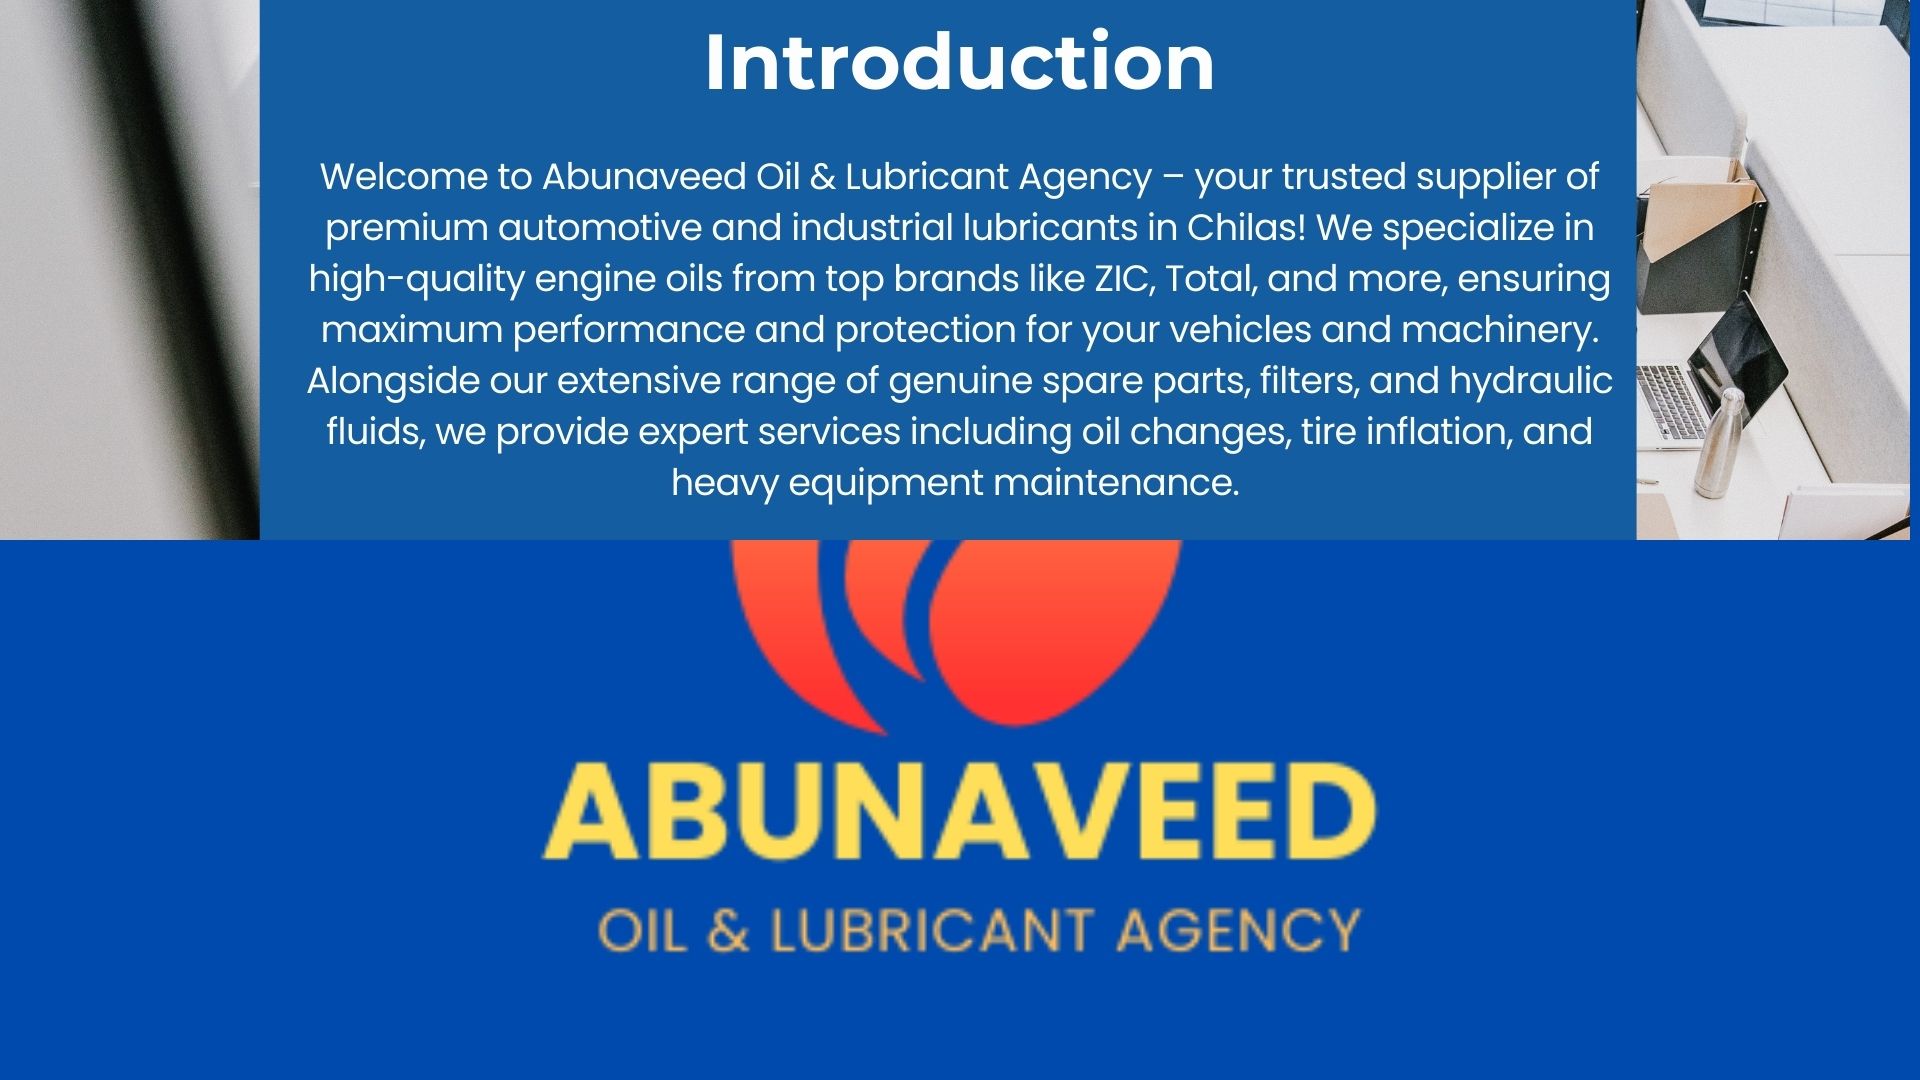 Introduction
Welcome to Abunaveed Oil & Lubricant Agency – your trusted supplier of
premium automotive and industrial lubricants in Chilas! We specialize in
high-quality engine oils from top brands like ZIC, Total, and more, ensuring
maximum performance and protection for your vehicles and machinery.
Alongside our extensive range of genuine spare parts, filters, and hydraulic
fluids, we provide expert services including oil changes, tire inflation, and
heavy equipment maintenance.
ABUNAVEED
OIL & LUBRICANT AGENCY